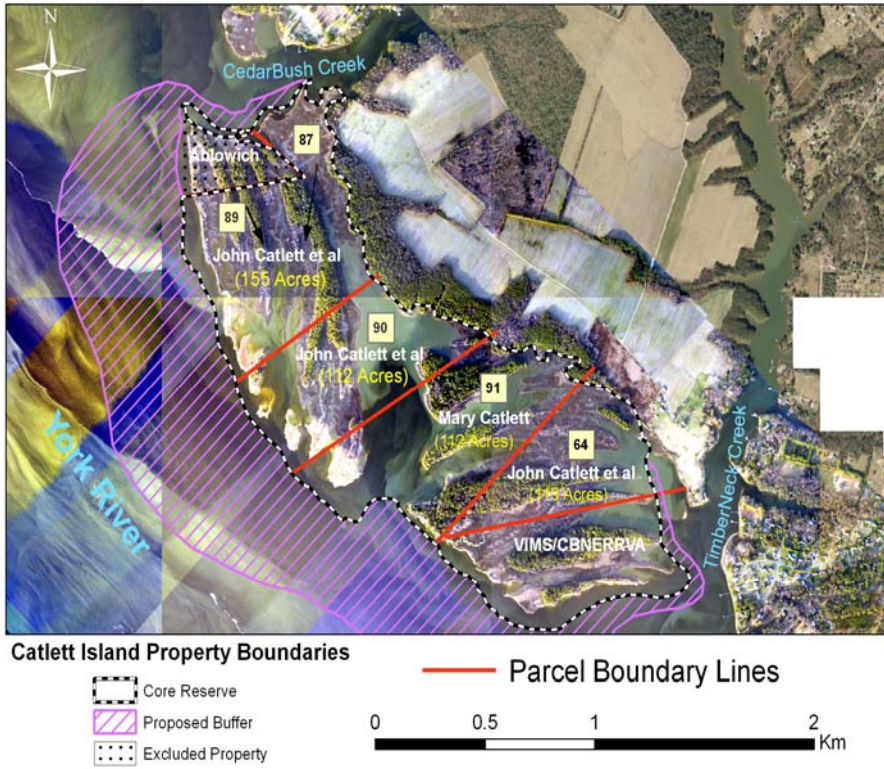 N
CedarBush Creek
87
Ablowich
89
John Catlett et al
(155 Acres)
90
John Catlett et al
(112 Acres)
91
Mary Catlett
(112 Acres)
64
John Catlett et al
(113 Acres)
VIMS/CBNERRVA
York River
TimberNeck Creek
Catlett Island Property Boundaries
Core Reserve
Proposed Buffer
Excluded Property
Parcel Boundary Lines
0 0.5 1 2
Km